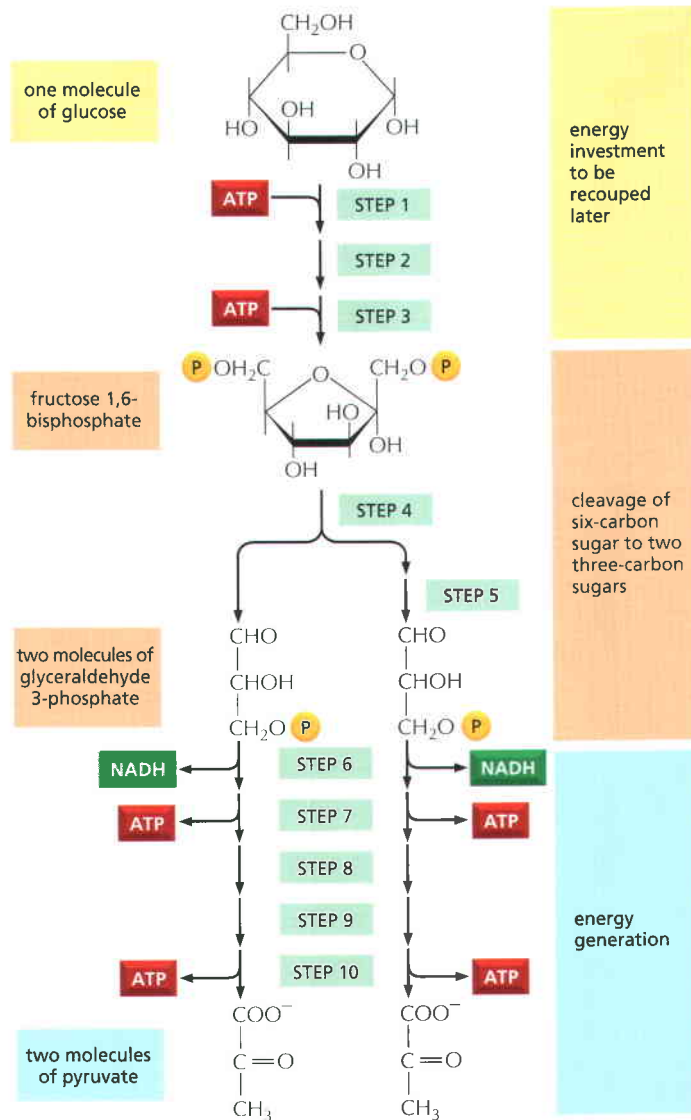 CH2OH
O
one molecule
of glucose
OH
HO
OH
OH
OH
energy
investment
to be
recouped
later
ATP
STEP 1
STEP 2
ATP
STEP 3
P OH2C
O
CH2O P
fructose 1,6-
bisphosphate
HO
OH
OH
STEP 4
cleavage of
six-carbon
sugar to two
three-carbon
sugars
STEP 5
two molecules of
glyceraldehyde
3-phosphate
CHO
CHOH
CH2O P
CHO
CHOH
CH2O P
NADH
STEP 6
NADH
ATP
STEP 7
ATP
STEP 8
STEP 9
energy
generation
ATP
STEP 10
ATP
two molecules
of pyruvate
COO−
C=O
CH3
COO−
C=O
CH3